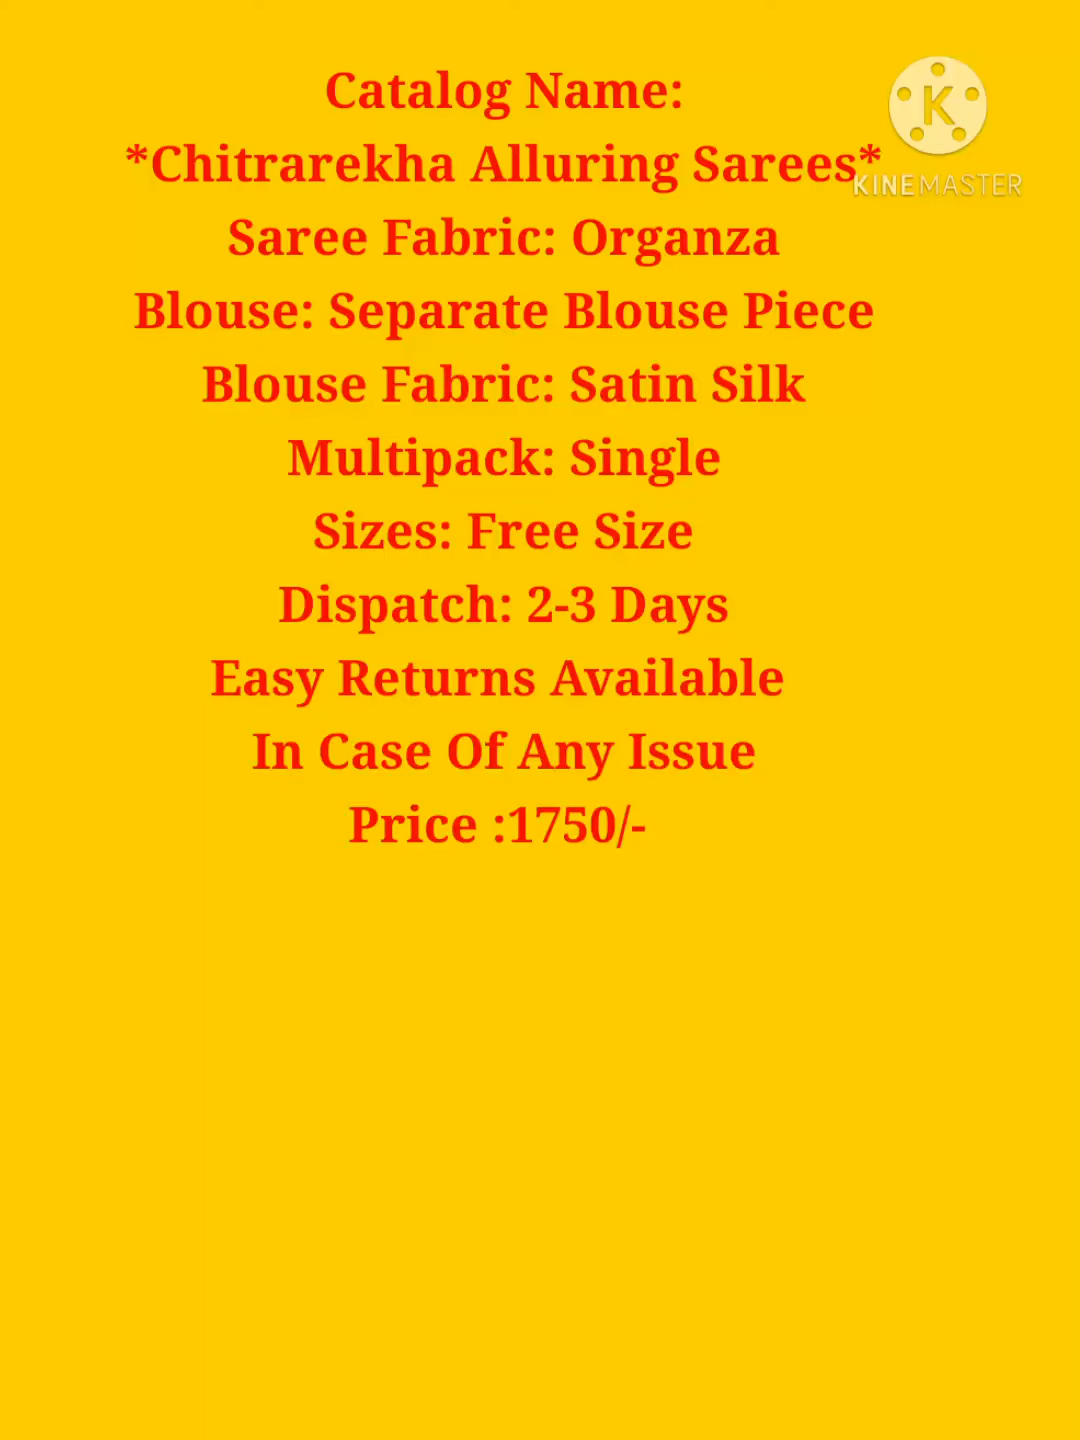 Catalog Name:
*Chitrarekha Alluring Sarees*
Saree Fabric: Organza
Blouse: Separate Blouse Piece
Blouse Fabric: Satin Silk
Multipack: Single
Sizes: Free Size
Dispatch: 2-3 Days
Easy Returns Available
In Case Of Any Issue
Price :1750/-
K
KINEMASTER